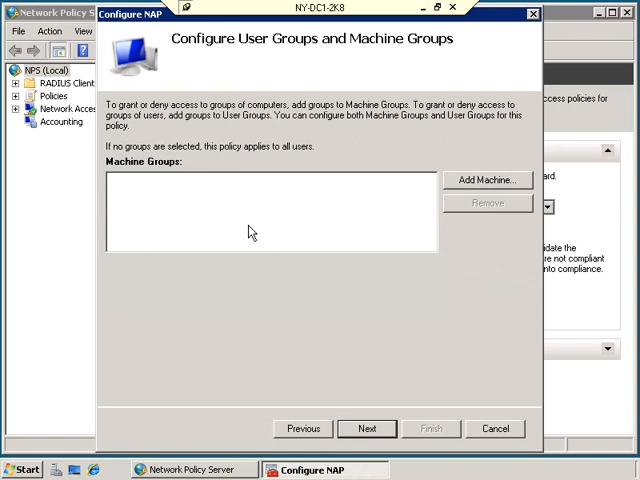 NY-DC1-2K8
Network Policy S
Configure NAP
File Action View
Configure User Groups and Machine Groups
NPS (Local)
RADIUS Client
Policies
Network Acces
Accounting
To grant or deny access to groups of computers, add groups to Machine Groups. To grant or deny access to
groups of users, add groups to User Groups. You can configure both Machine Groups and User Groups for this
policy.
If no groups are selected, this policy applies to all users.
Machine Groups:
Add Machine...
Remove
ccess policies for
ard.
idate the
re not compliant
nto compliance.
Previous
Next
Finish
Cancel
Start
Network Policy Server
Configure NAP